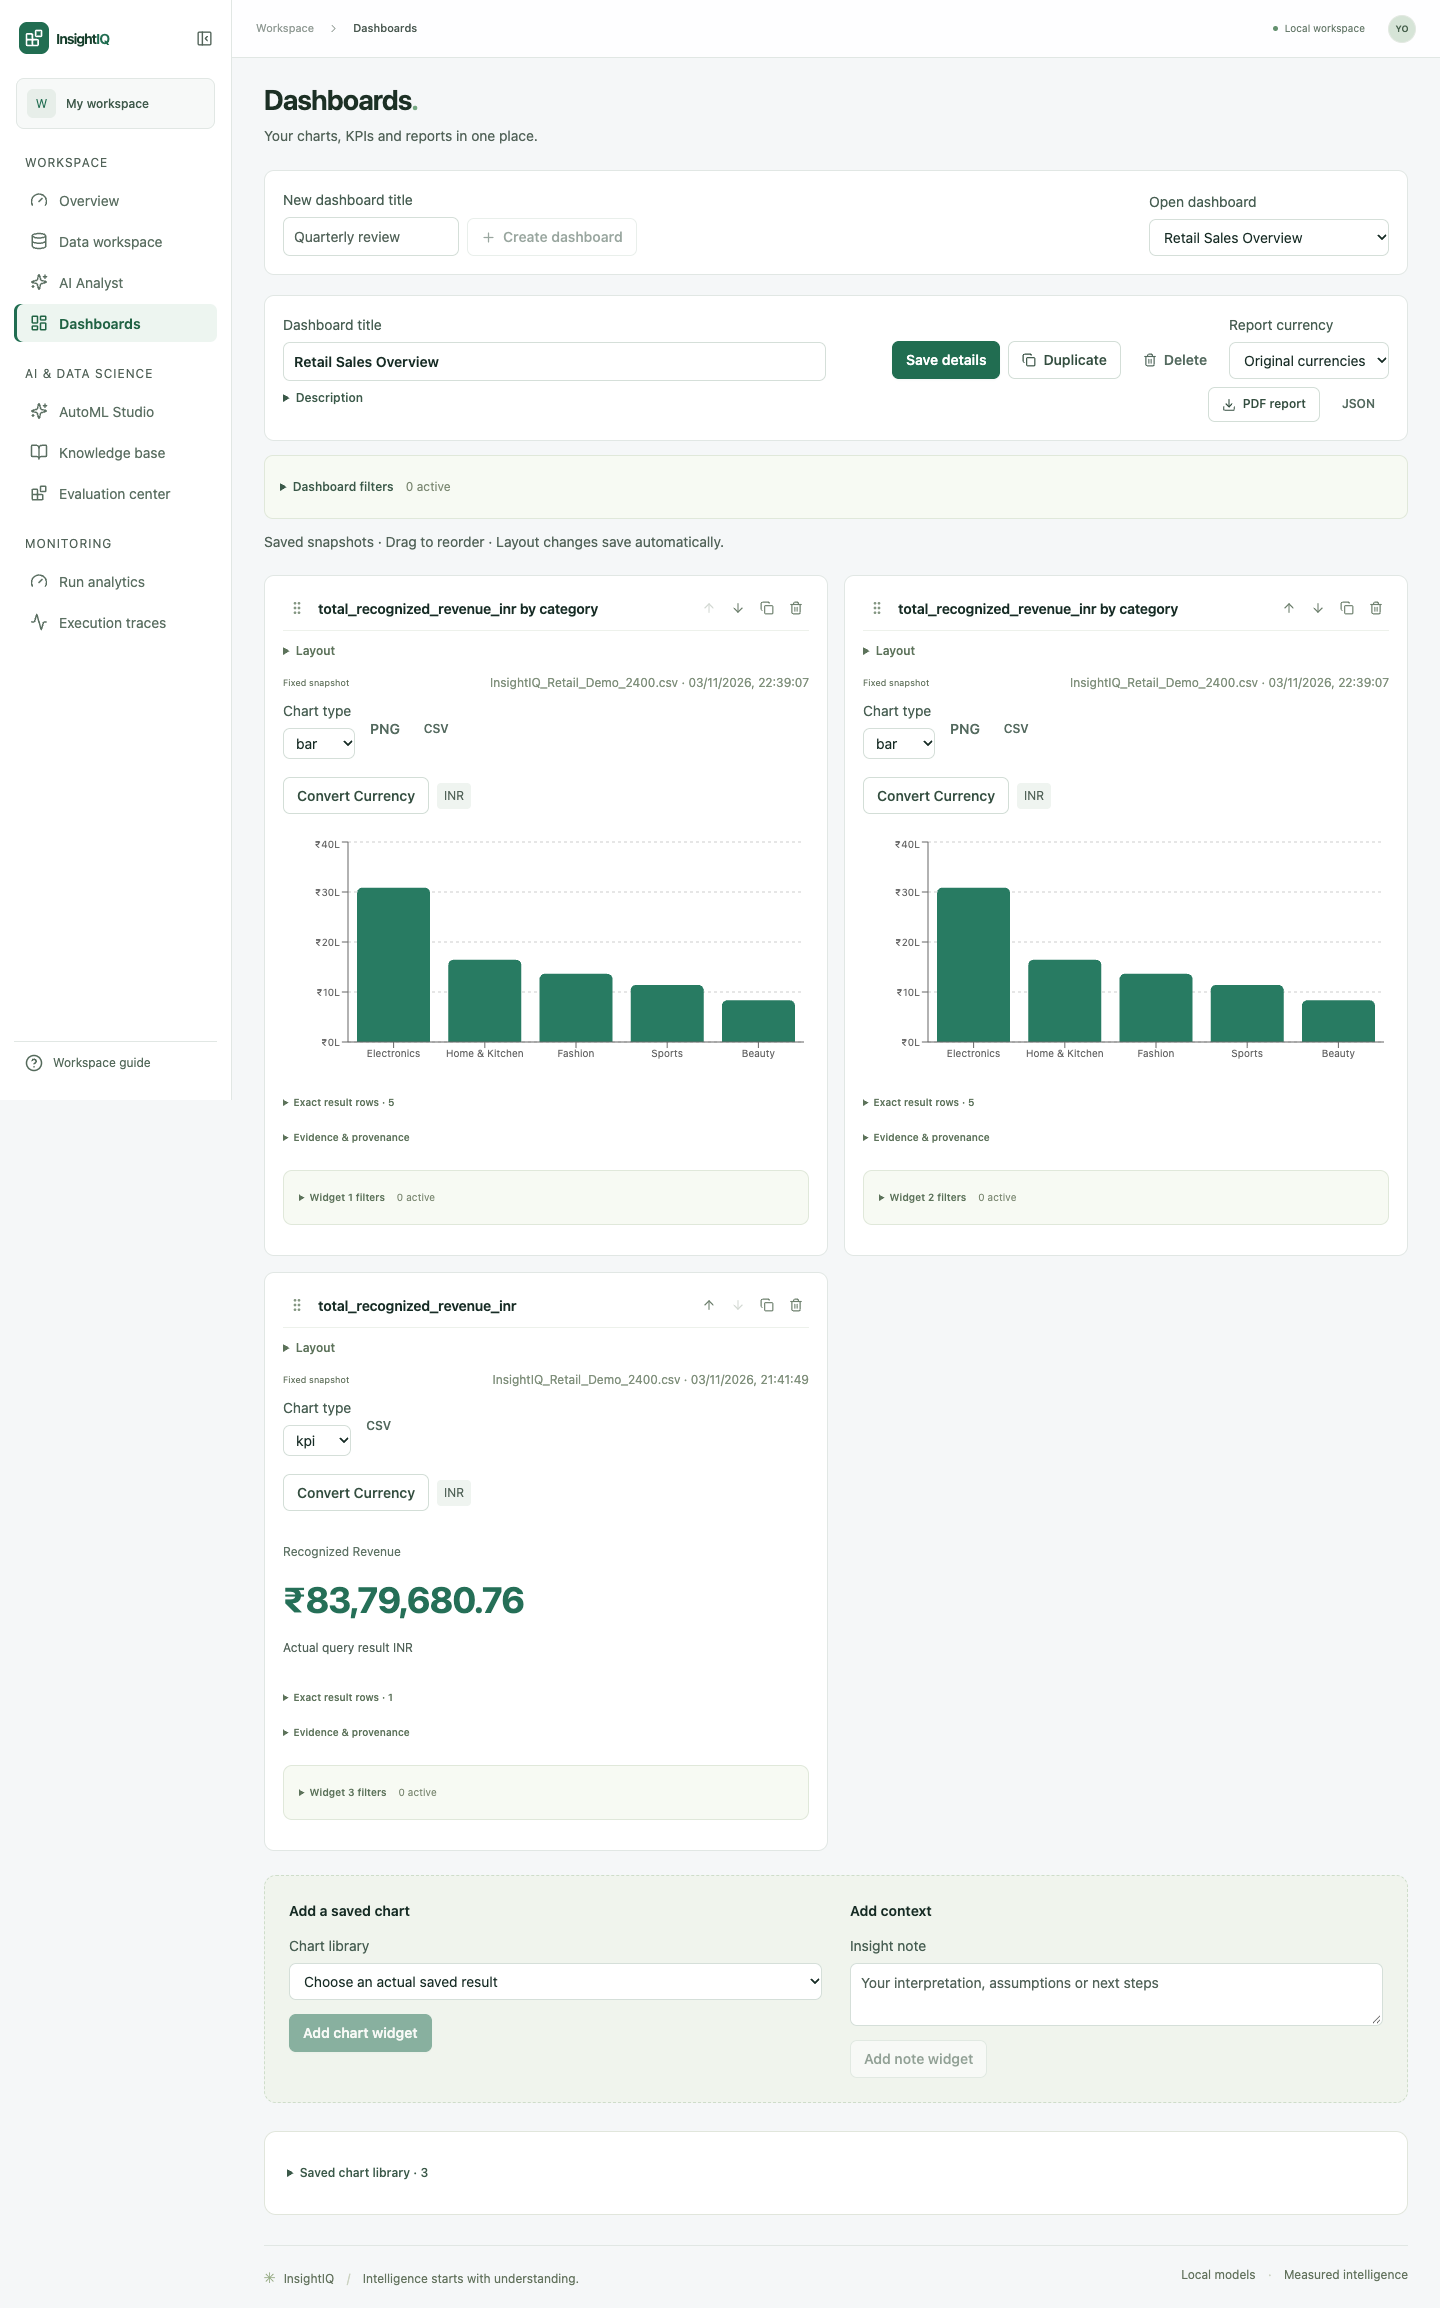 InsightIQ
W My workspace
WORKSPACE
Overview
Data workspace
AI Analyst
Dashboards
AI & DATA SCIENCE
AutoML Studio
Knowledge base
Evaluation center
MONITORING
Run analytics
Execution traces
Workspace guide
Workspace Dashboards
Local workspace YO
Dashboards.
Your charts, KPIs and reports in one place.
New dashboard title
Quarterly review
Create dashboard
Open dashboard
Retail Sales Overview
Dashboard title
Retail Sales Overview
Description
Save details
Duplicate
Delete
Report currency
Original currencies
PDF report
JSON
Dashboard filters 0 active
Saved snapshots · Drag to reorder · Layout changes save automatically.
total_recognized_revenue_inr by category
Layout
Fixed snapshot InsightIQ_Retail_Demo_2400.csv · 03/11/2026, 22:39:07
Chart type
bar PNG CSV
Convert Currency INR
₹40L
₹30L
₹20L
₹10L
₹0L
Electronics Home & Kitchen Fashion Sports Beauty
Exact result rows · 5
Evidence & provenance
Widget 1 filters 0 active
total_recognized_revenue_inr by category
Layout
Fixed snapshot InsightIQ_Retail_Demo_2400.csv · 03/11/2026, 22:39:07
Chart type
bar PNG CSV
Convert Currency INR
₹40L
₹30L
₹20L
₹10L
₹0L
Electronics Home & Kitchen Fashion Sports Beauty
Exact result rows · 5
Evidence & provenance
Widget 2 filters 0 active
total_recognized_revenue_inr
Layout
Fixed snapshot InsightIQ_Retail_Demo_2400.csv · 03/11/2026, 21:41:49
Chart type
kpi CSV
Convert Currency INR
Recognized Revenue
₹83,79,680.76
Actual query result INR
Exact result rows · 1
Evidence & provenance
Widget 3 filters 0 active
Add a saved chart
Chart library
Choose an actual saved result
Add chart widget
Add context
Insight note
Your interpretation, assumptions or next steps
Add note widget
Saved chart library · 3
InsightIQ / Intelligence starts with understanding.
Local models · Measured intelligence